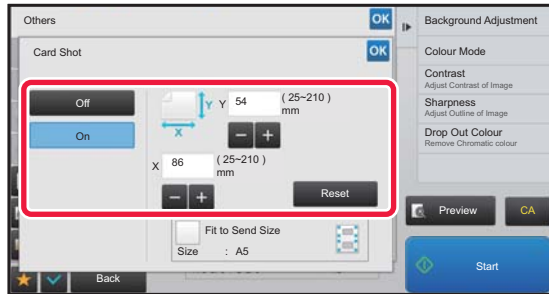 Others
OK
Card Shot
OK
Off
On
Y
Y 54 ( 25~210 ) mm
X
X 86 ( 25~210 ) mm
Reset
Fit to Send Size
Size : A5
Back
Background Adjustment
Colour Mode
Contrast
Adjust Contrast of Image
Sharpness
Adjust Outline of Image
Drop Out Colour
Remove Chromatic colour
Preview
CA
Start